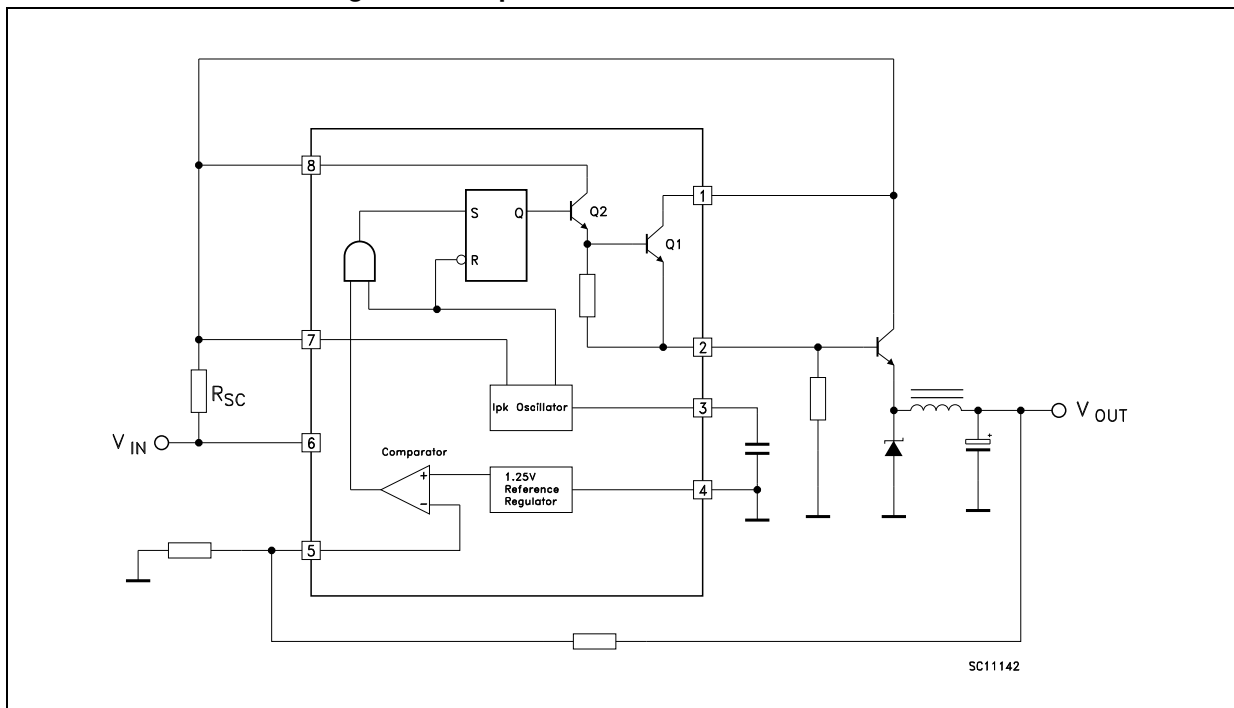 8
1
S
Q
Q2
Q1
R
7
2
RSC
Ipk Oscillator
3
VOUT
VIN
6
Comparator
+
−
1.25V
Reference
Regulator
4
+
5
SC11142